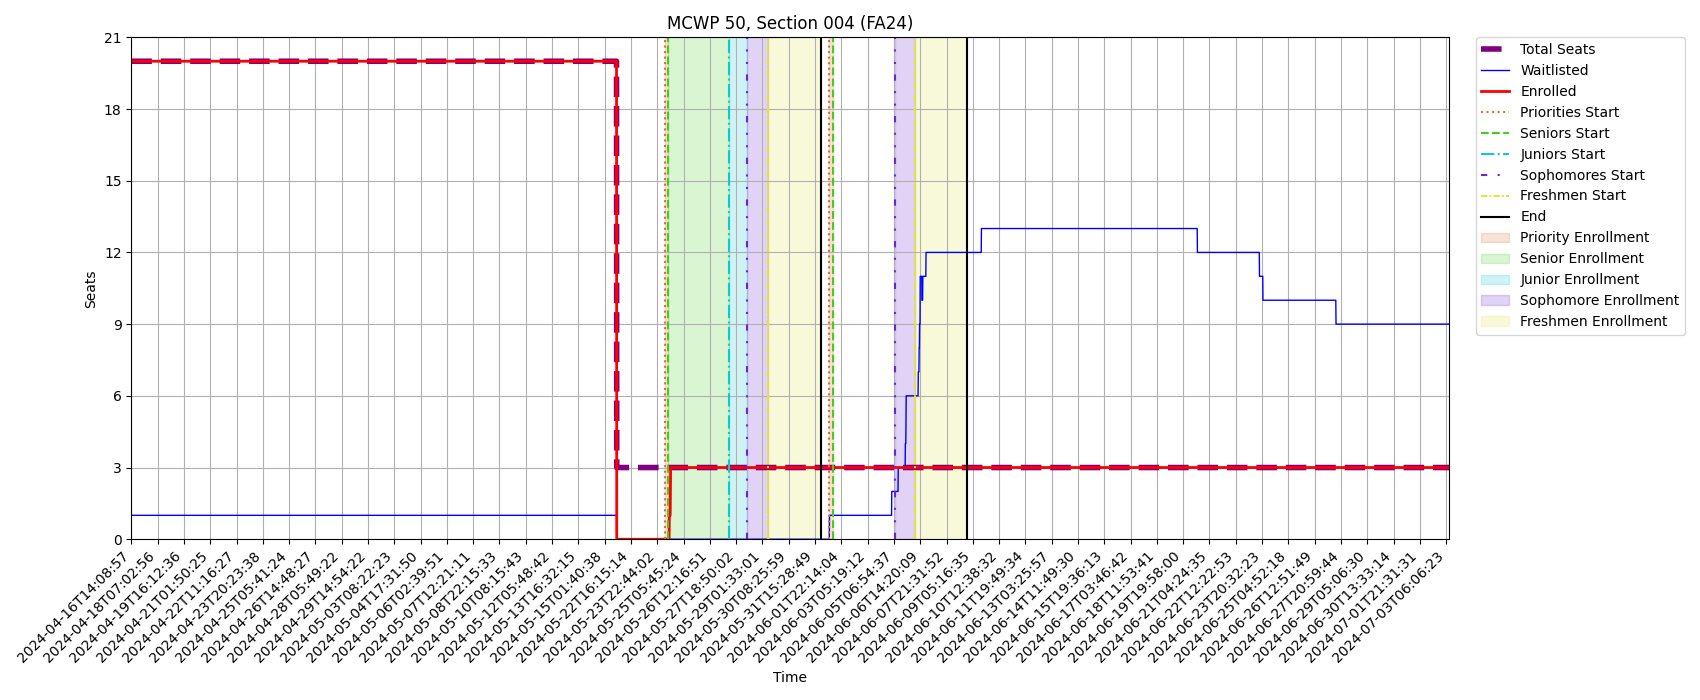 MCWP 50, Section 004 (FA24)
21
18
15
12
9
6
3
0
Seats
2024-04-16T14:08:57
2024-04-18T07:02:56
2024-04-19T16:12:36
2024-04-21T01:50:25
2024-04-22T11:16:27
2024-04-23T20:23:38
2024-04-25T05:41:24
2024-04-26T14:48:27
2024-04-28T05:49:22
2024-04-29T14:54:22
2024-05-03T08:22:23
2024-05-04T17:31:50
2024-05-06T02:39:51
2024-05-07T12:21:11
2024-05-08T22:15:33
2024-05-10T08:15:43
2024-05-12T05:48:42
2024-05-13T16:32:15
2024-05-15T01:40:38
2024-05-22T16:15:14
2024-05-23T22:44:02
2024-05-25T05:45:24
2024-05-26T12:16:51
2024-05-27T18:50:02
2024-05-29T01:33:01
2024-05-30T08:25:59
2024-05-31T15:28:49
2024-06-01T22:14:04
2024-06-03T05:19:12
2024-06-05T06:54:37
2024-06-06T14:20:09
2024-06-07T21:31:52
2024-06-09T05:16:35
2024-06-10T12:38:32
2024-06-11T19:49:34
2024-06-13T03:25:57
2024-06-14T11:49:30
2024-06-15T19:36:13
2024-06-17T03:46:42
2024-06-18T11:53:41
2024-06-19T19:58:00
2024-06-21T04:24:35
2024-06-22T12:22:53
2024-06-23T20:32:23
2024-06-25T04:52:18
2024-06-26T12:51:49
2024-06-27T20:59:44
2024-06-29T05:06:30
2024-06-30T13:33:14
2024-07-01T21:31:31
2024-07-03T06:06:23
Time
Total Seats
Waitlisted
Enrolled
Priorities Start
Seniors Start
Juniors Start
Sophomores Start
Freshmen Start
End
Priority Enrollment
Senior Enrollment
Junior Enrollment
Sophomore Enrollment
Freshmen Enrollment